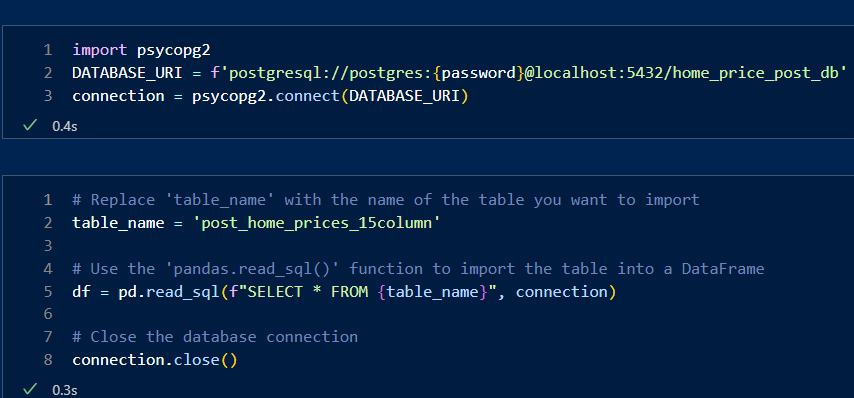 1 import psycopg2
2 DATABASE_URI = f'postgresql://postgres:{password}@localhost:5432/home_price_post_db'
3 connection = psycopg2.connect(DATABASE_URI)
✓ 0.4s
1 # Replace 'table_name' with the name of the table you want to import
2 table_name = 'post_home_prices_15column'
3
4 # Use the 'pandas.read_sql()' function to import the table into a DataFrame
5 df = pd.read_sql(f"SELECT * FROM {table_name}", connection)
6
7 # Close the database connection
8 connection.close()
✓ 0.3s